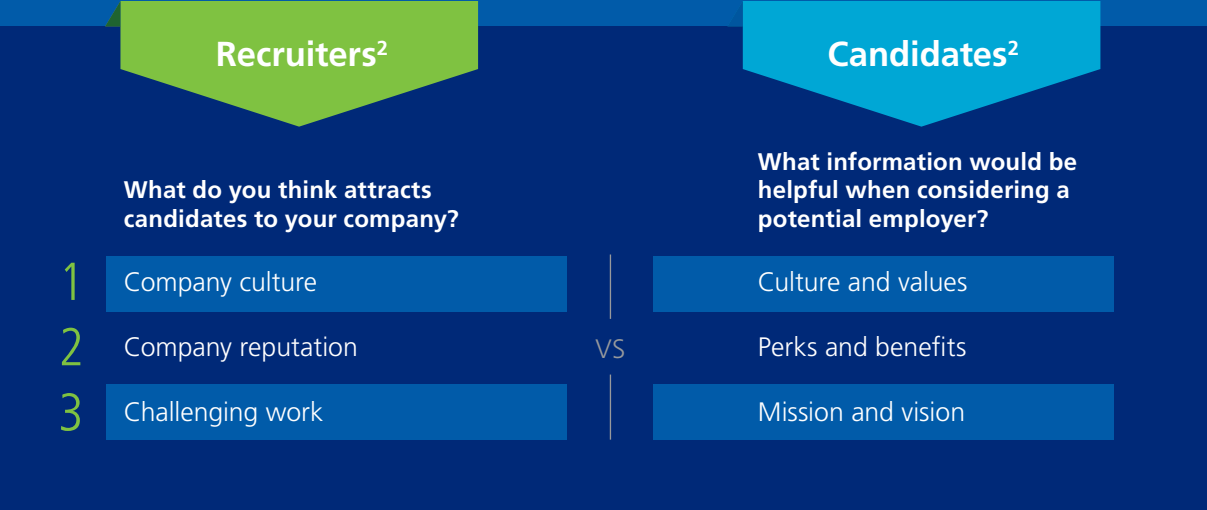 Recruiters²
Candidates²
What do you think attracts
candidates to your company?
What information would be
helpful when considering a
potential employer?
1 Company culture
Culture and values
2 Company reputation
VS
Perks and benefits
3 Challenging work
Mission and vision